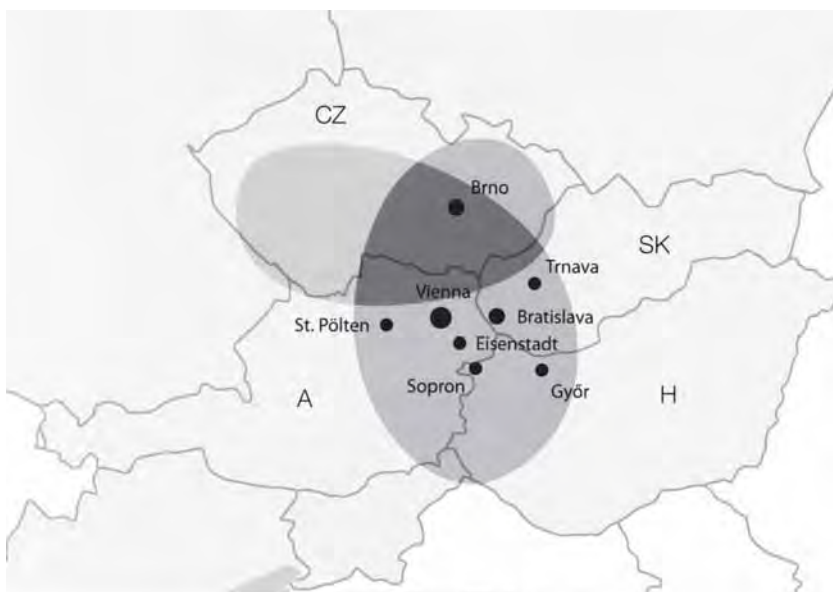 CZ
Brno
SK
Trnava
Vienna
St. Pölten
Bratislava
Eisenstadt
Sopron
Győr
A
H